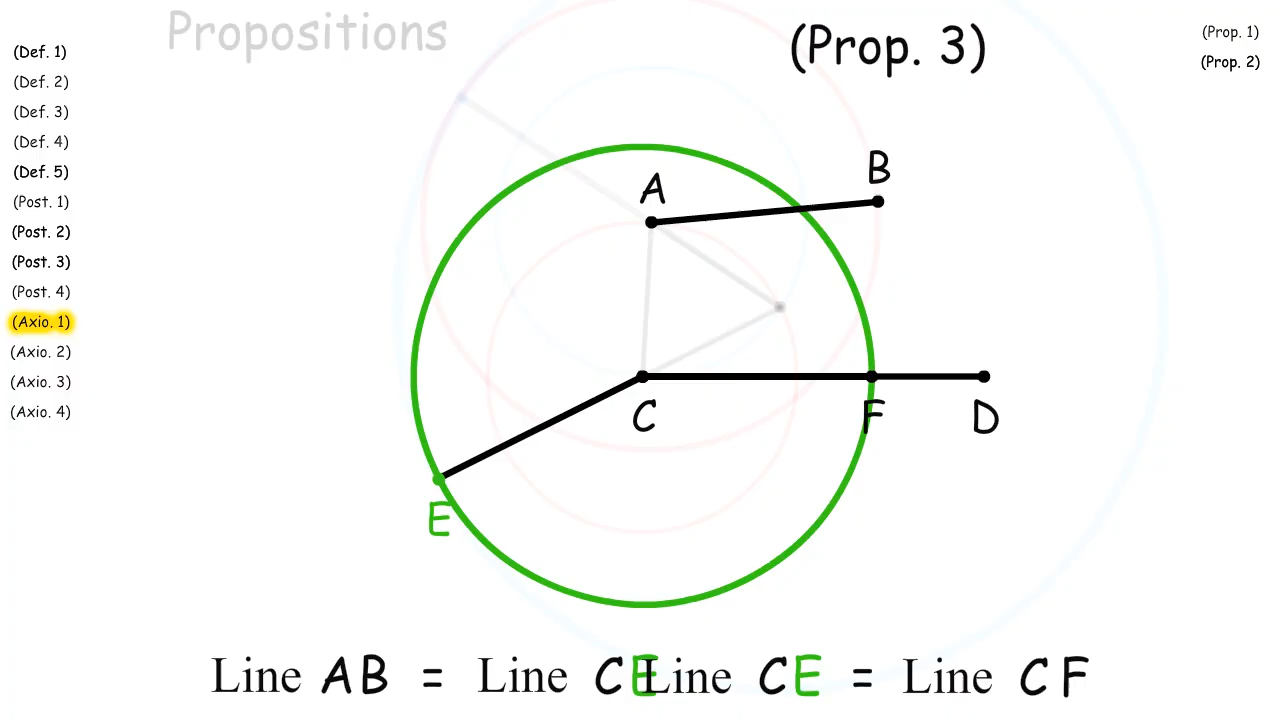 Propositions
(Prop. 3)
(Def. 1)
(Def. 2)
(Def. 3)
(Def. 4)
(Def. 5)
(Post. 1)
(Post. 2)
(Post. 3)
(Post. 4)
(Axio. 1)
(Axio. 2)
(Axio. 3)
(Axio. 4)
(Prop. 1)
(Prop. 2)
A
B
C
F
D
E
Line AB = Line CE
Line CE = Line CF